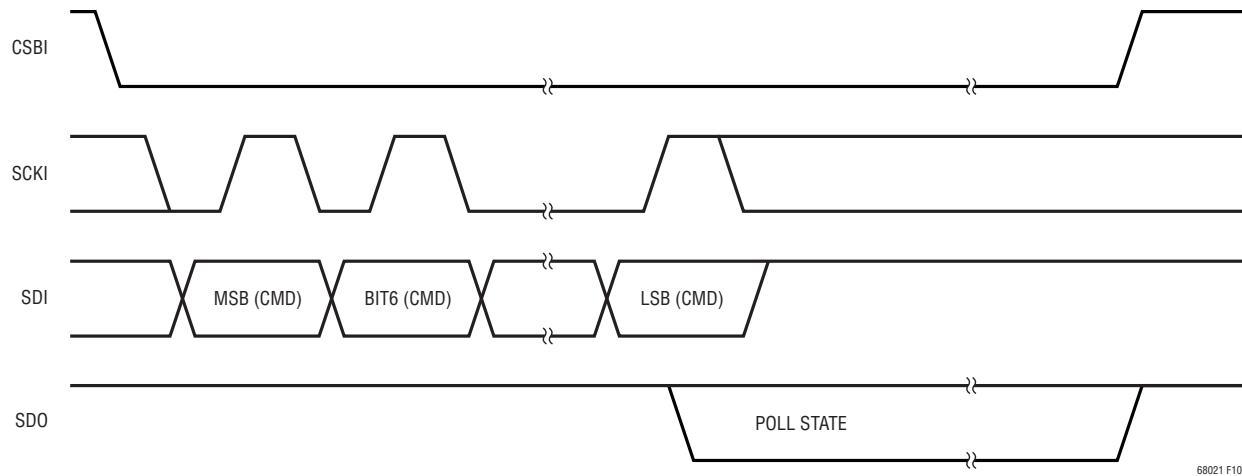 CSBI
SCKI
SDI
MSB (CMD)
BIT6 (CMD)
LSB (CMD)
SDO
POLL STATE
68021 F10